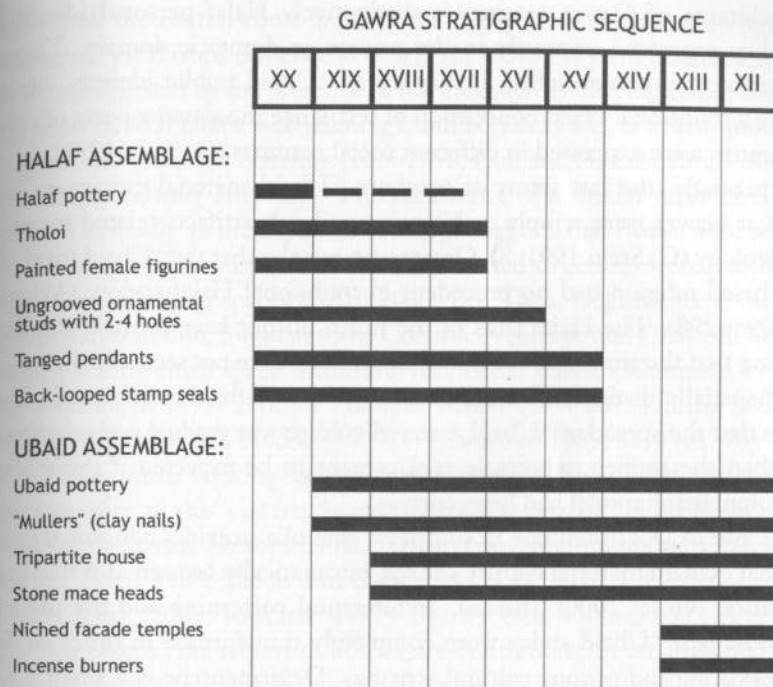 GAWRA STRATIGRAPHIC SEQUENCE
XX XIX XVIII XVII XVI XV XIV XIII XII
HALAF ASSEMBLAGE:
Halaf pottery
Tholoi
Painted female figurines
Ungrooved ornamental
studs with 2-4 holes
Tanged pendants
Back-looped stamp seals
UBAID ASSEMBLAGE:
Ubaid pottery
"Mullers" (clay nails)
Tripartite house
Stone mace heads
Niched facade temples
Incense burners